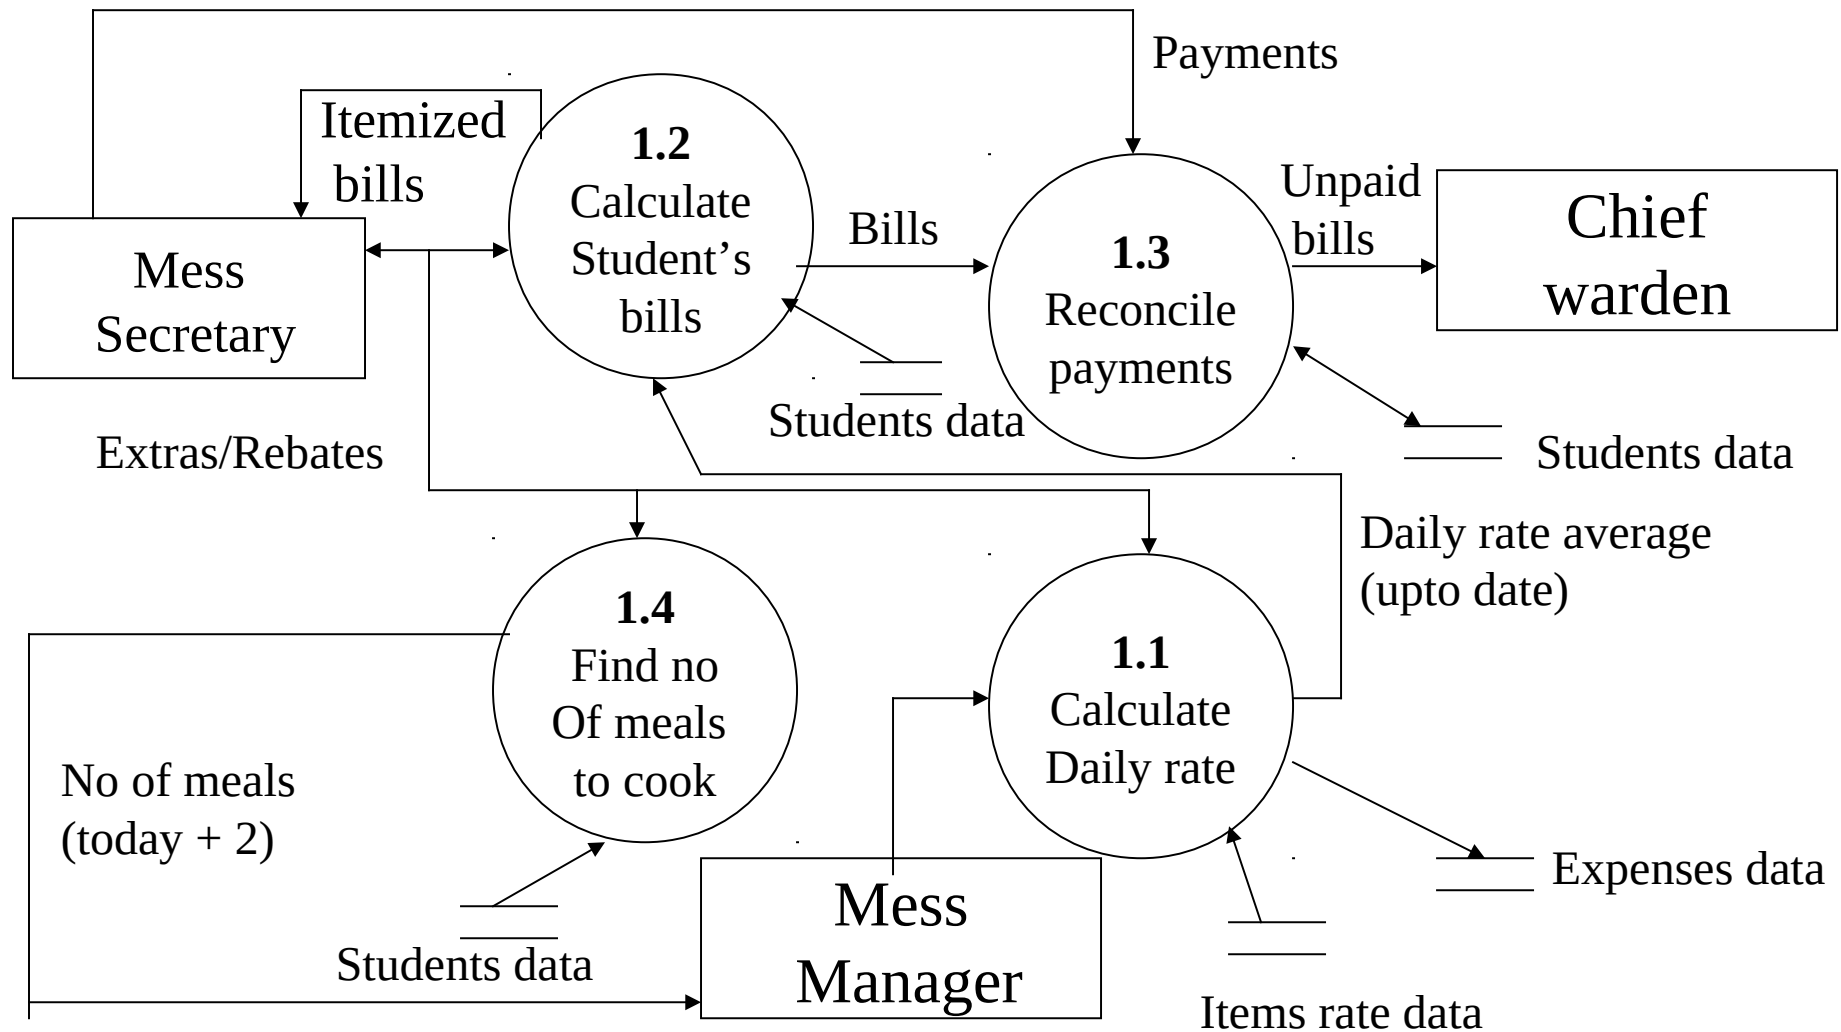 Payments
Itemized
bills
1.2
Calculate
Student’s
bills
Bills
Unpaid
bills
Chief
warden
1.3
Reconcile
payments
Mess
Secretary
Students data
Extras/Rebates
Students data
Daily rate average
(upto date)
1.4
Find no
Of meals
to cook
1.1
Calculate
Daily rate
No of meals
(today + 2)
Expenses data
Mess
Manager
Students data
Items rate data